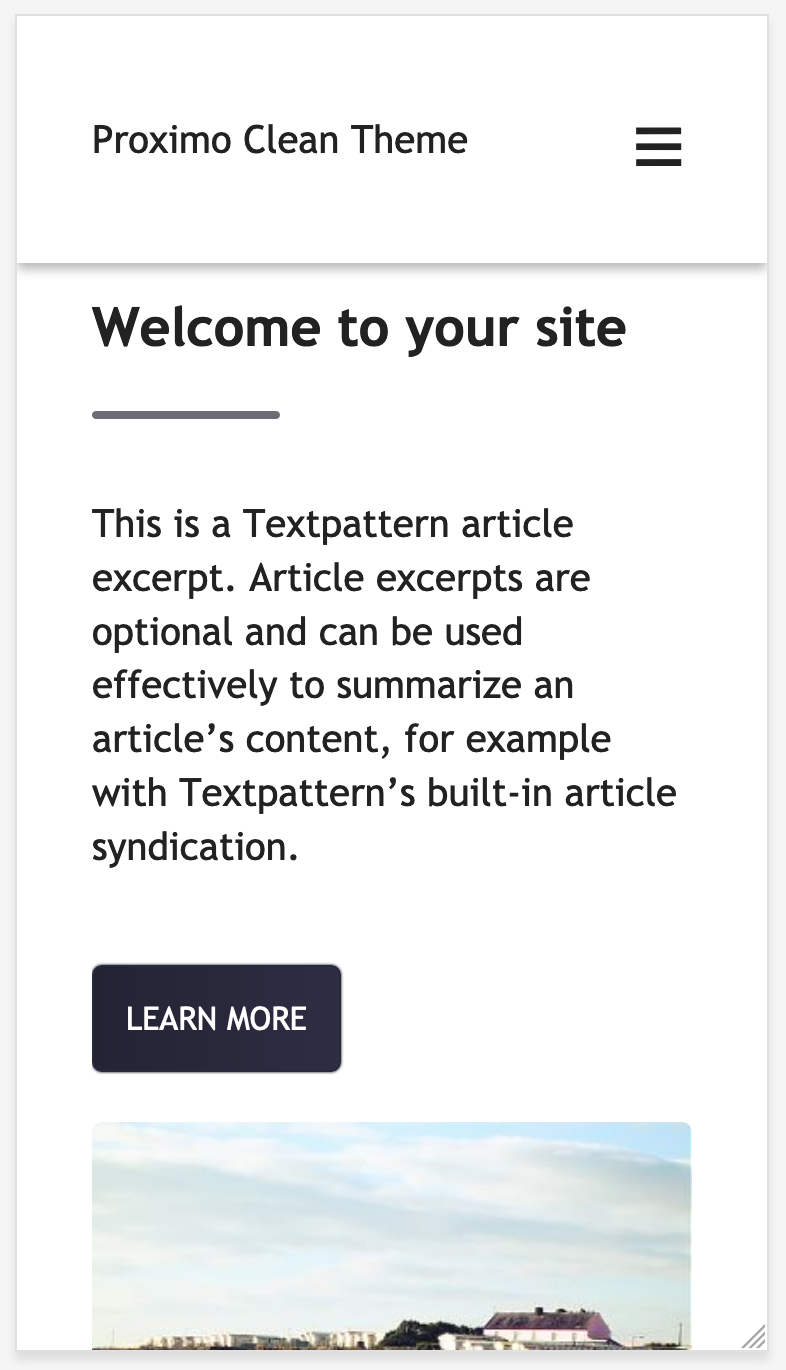 Proximo Clean Theme
Welcome to your site
This is a Textpattern article
excerpt. Article excerpts are
optional and can be used
effectively to summarize an
article’s content, for example
with Textpattern’s built-in article
syndication.
LEARN MORE